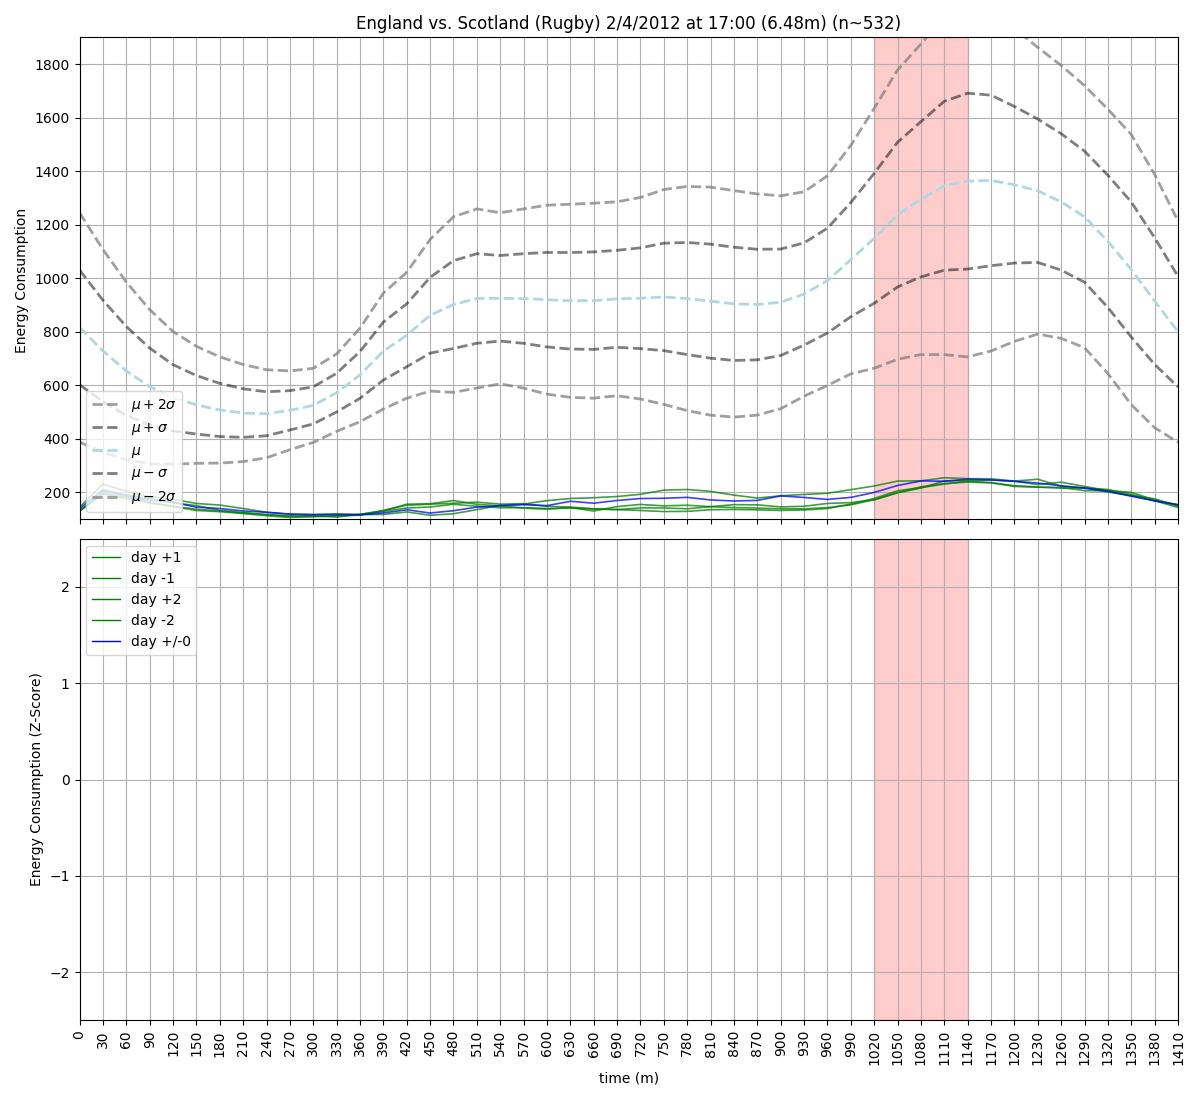 England vs. Scotland (Rugby) 2/4/2012 at 17:00 (6.48m) (n~532)
Energy Consumption
1800
1600
1400
1200
1000
800
600
400
200
μ + 2σ
μ + σ
μ
μ − σ
μ − 2σ
Energy Consumption (Z-Score)
2
1
0
−1
−2
day +1
day -1
day +2
day -2
day +/-0
0 30 60 90 120 150 180 210 240 270 300 330 360 390 420 450 480 510 540 570 600 630 660 690 720 750 780 810 840 870 900 930 960 990 1020 1050 1080 1110 1140 1170 1200 1230 1260 1290 1320 1350 1380 1410
time (m)